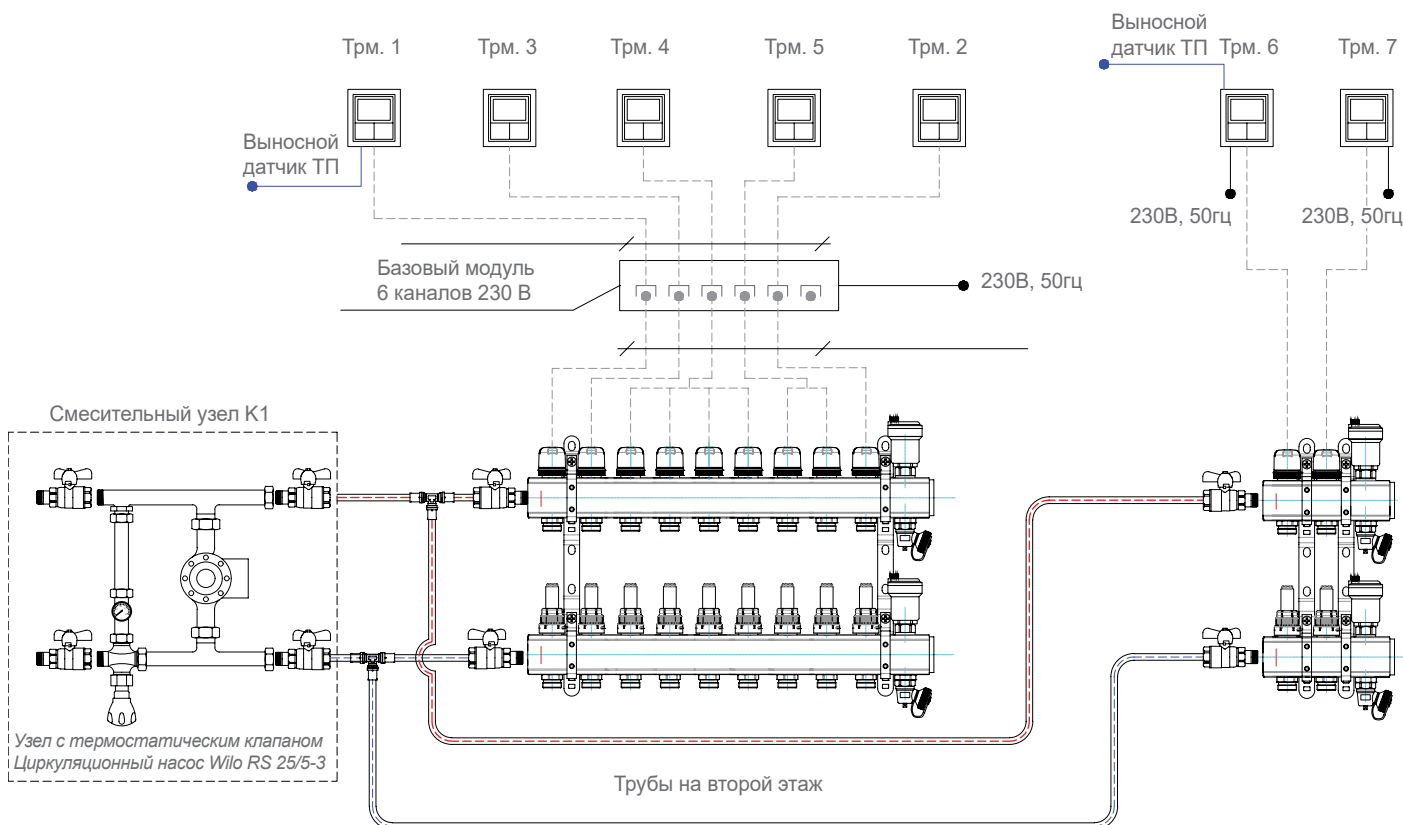 Трм. 1
Трм. 3
Трм. 4
Трм. 5
Трм. 2
Выносной
датчик ТП
Трм. 6
Трм. 7
Выносной
датчик ТП
230В, 50гц
230В, 50гц
Базовый модуль
6 каналов 230 В
230В, 50гц
Смесительный узел К1
Узел с термостатическим клапаном
Циркуляционный насос Wilo RS 25/5-3
Трубы на второй этаж